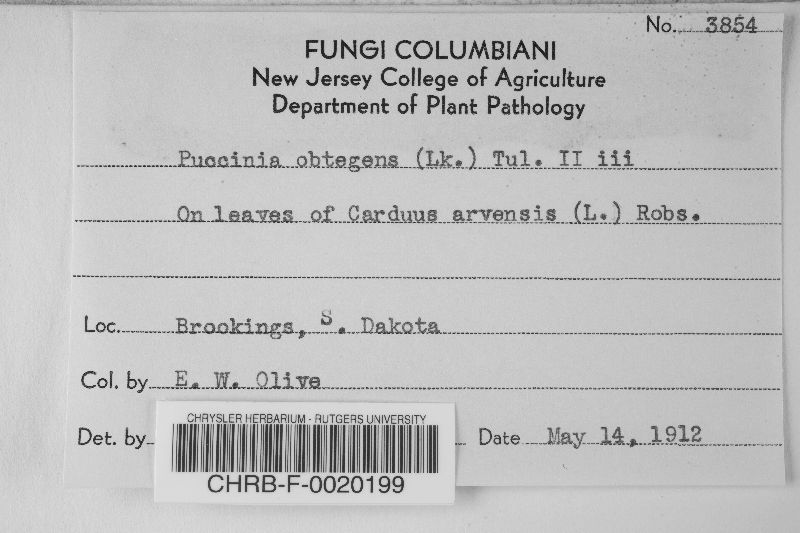 No. 3854
FUNGI COLUMBIANI
New Jersey College of Agriculture
Department of Plant Pathology
Puccinia obtegens (Lk.) Tul. II iii
On leaves of Carduus arvensis (L.) Robs.
Loc. Brookings, S. Dakota
Col. by E. W. Olive
Det. by
Date May 14, 1912
CHRYSLER HERBARIUM - RUTGERS UNIVERSITY
CHRB-F-0020199